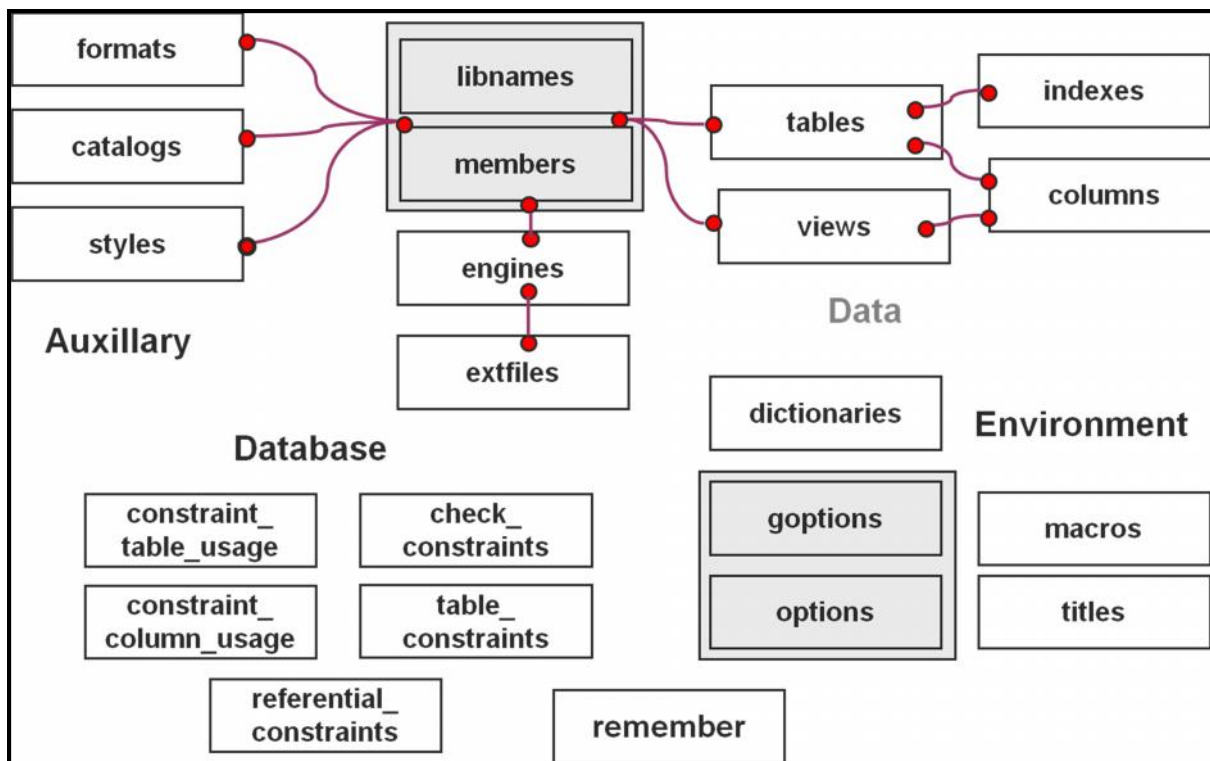 formats
libnames
indexes
tables
catalogs
members
columns
styles
views
engines
Data
Auxillary
extfiles
dictionaries
Environment
Database
constraint_
table_usage
check_
constraints
goptions
macros
constraint_
column_usage
table_
constraints
options
titles
referential_
constraints
remember